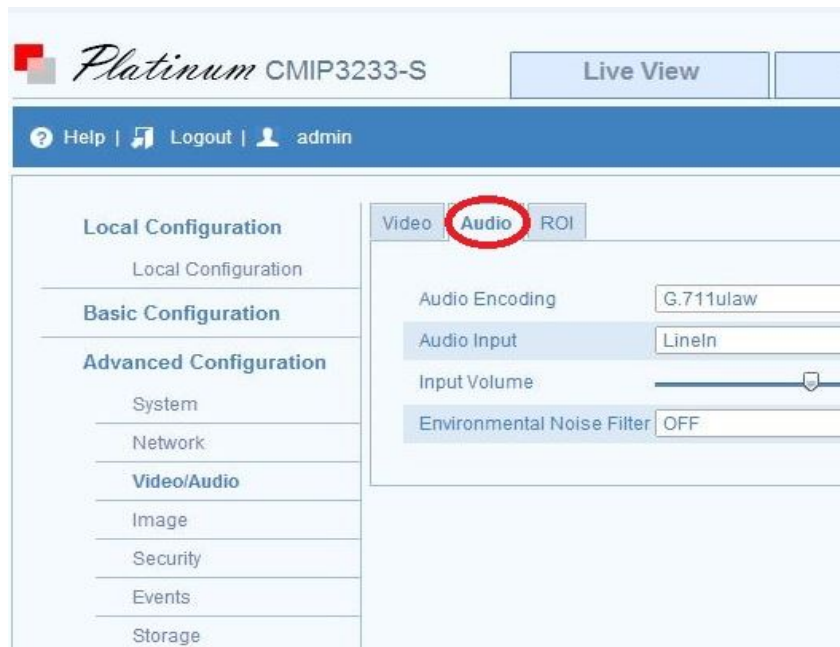 Platinum CMIP3233-S
Live View
Help | Logout | admin
Local Configuration
Local Configuration
Basic Configuration
Advanced Configuration
System
Network
Video/Audio
Image
Security
Events
Storage
Video Audio ROI
Audio Encoding G.711ulaw
Audio Input LineIn
Input Volume
Environmental Noise Filter OFF